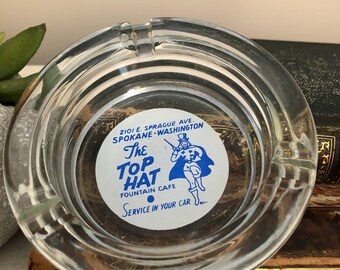 2101 E. SPRAGUE AVE.
SPOKANE-WASHINGTON
The
TOP
HAT
FOUNTAIN CAFE
SERVICE IN YOUR CAR